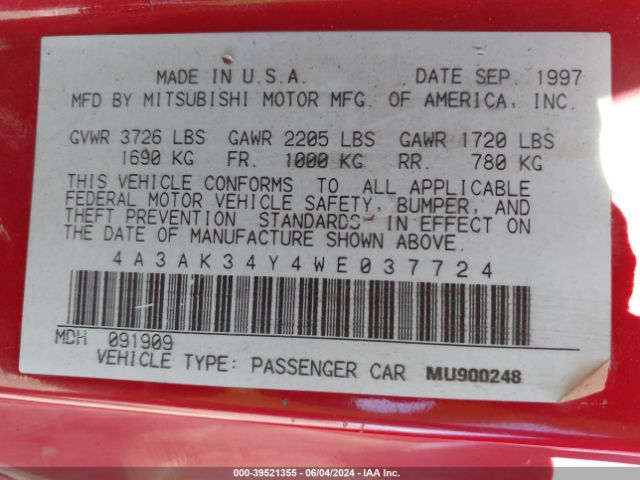 MADE IN U.S.A. DATE SEP. 1997
MFD BY MITSUBISHI MOTOR MFG. OF AMERICA, INC.
GVWR 3726 LBS GAWR 2205 LBS GAWR 1720 LBS
1690 KG FR. 1000 KG RR. 780 KG
THIS VEHICLE CONFORMS TO ALL APPLICABLE
FEDERAL MOTOR VEHICLE SAFETY, BUMPER, AND
THEFT PREVENTION STANDARDS IN EFFECT ON
THE DATE OF MANUFACTURE SHOWN ABOVE.
4A3AK34Y4WE037724
MDH 091909
VEHICLE TYPE: PASSENGER CAR MU900248
000-39521355 - 06/04/2024 - IAA Inc.